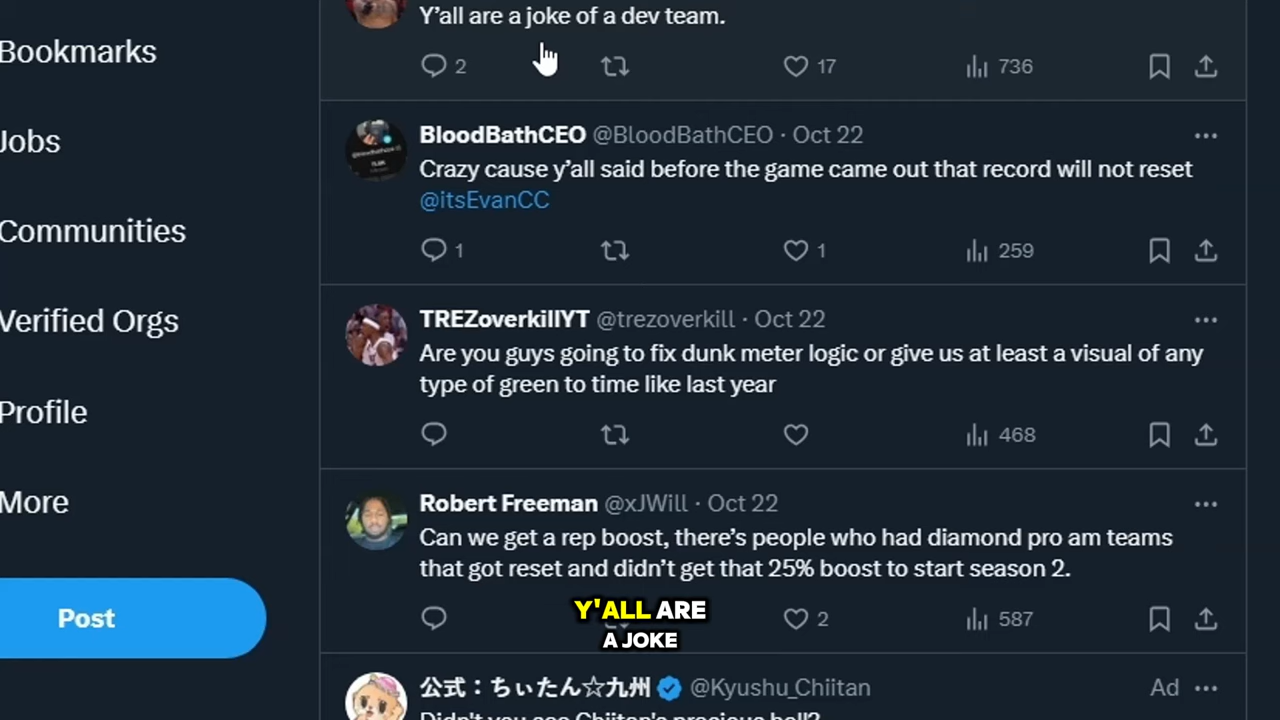 Y’all are a joke of a dev team.
2 17 736
BloodBathCEO @BloodBathCEO · Oct 22
Crazy cause y’all said before the game came out that record will not reset
@itsEvanCC
1 1 259
TREZoverkillYT @trezoverkill · Oct 22
Are you guys going to fix dunk meter logic or give us at least a visual of any
type of green to time like last year
468
Robert Freeman @xJWill · Oct 22
Can we get a rep boost, there’s people who had diamond pro am teams
that got reset and didn’t get that 25% boost to start season 2.
2 587
公式：ちぃたん☆九州 @Kyushu_Chiitan Ad
Didn't you see Chiitan's precious ball?
Bookmarks
Jobs
Communities
Verified Orgs
Profile
More
Post
Y'ALL ARE
A JOKE